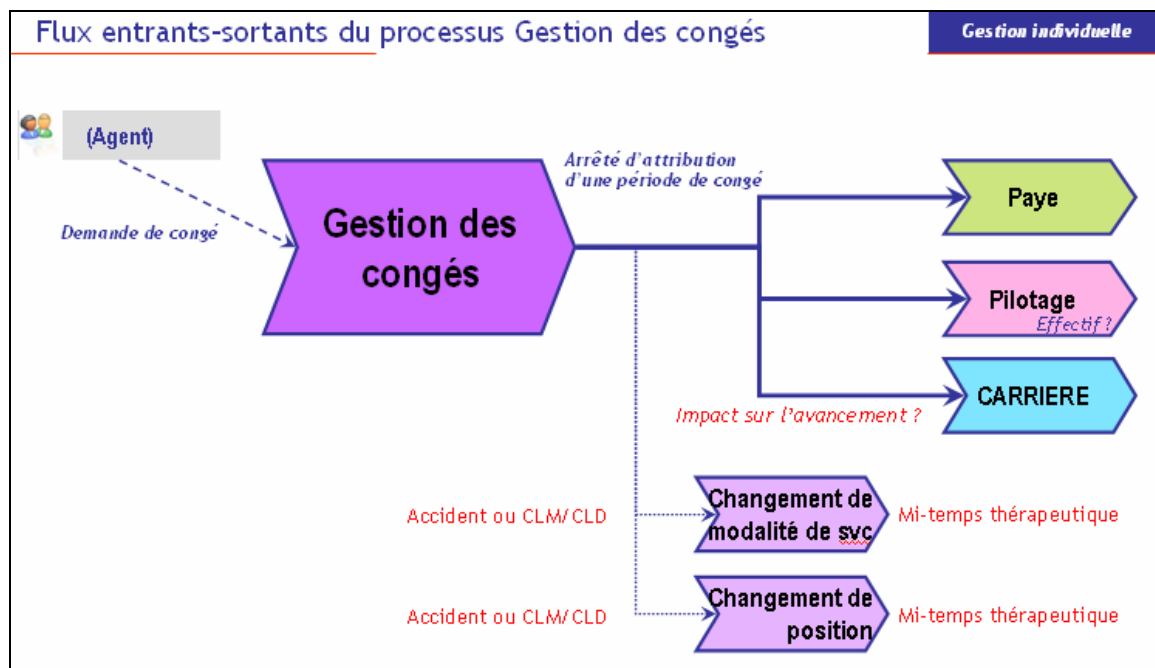 Flux entrants-sortants du processus Gestion des congés
Gestion individuelle
(Agent)
Demande de congé
Gestion des
congés
Arrêté d'attribution
d'une période de congé
Paye
Pilotage
Effectif ?
CARRIERE
Impact sur l'avancement ?
Accident ou CLM/CLD
Changement de
modalité de svc
Mi-temps thérapeutique
Accident ou CLM/CLD
Changement de
position
Mi-temps thérapeutique